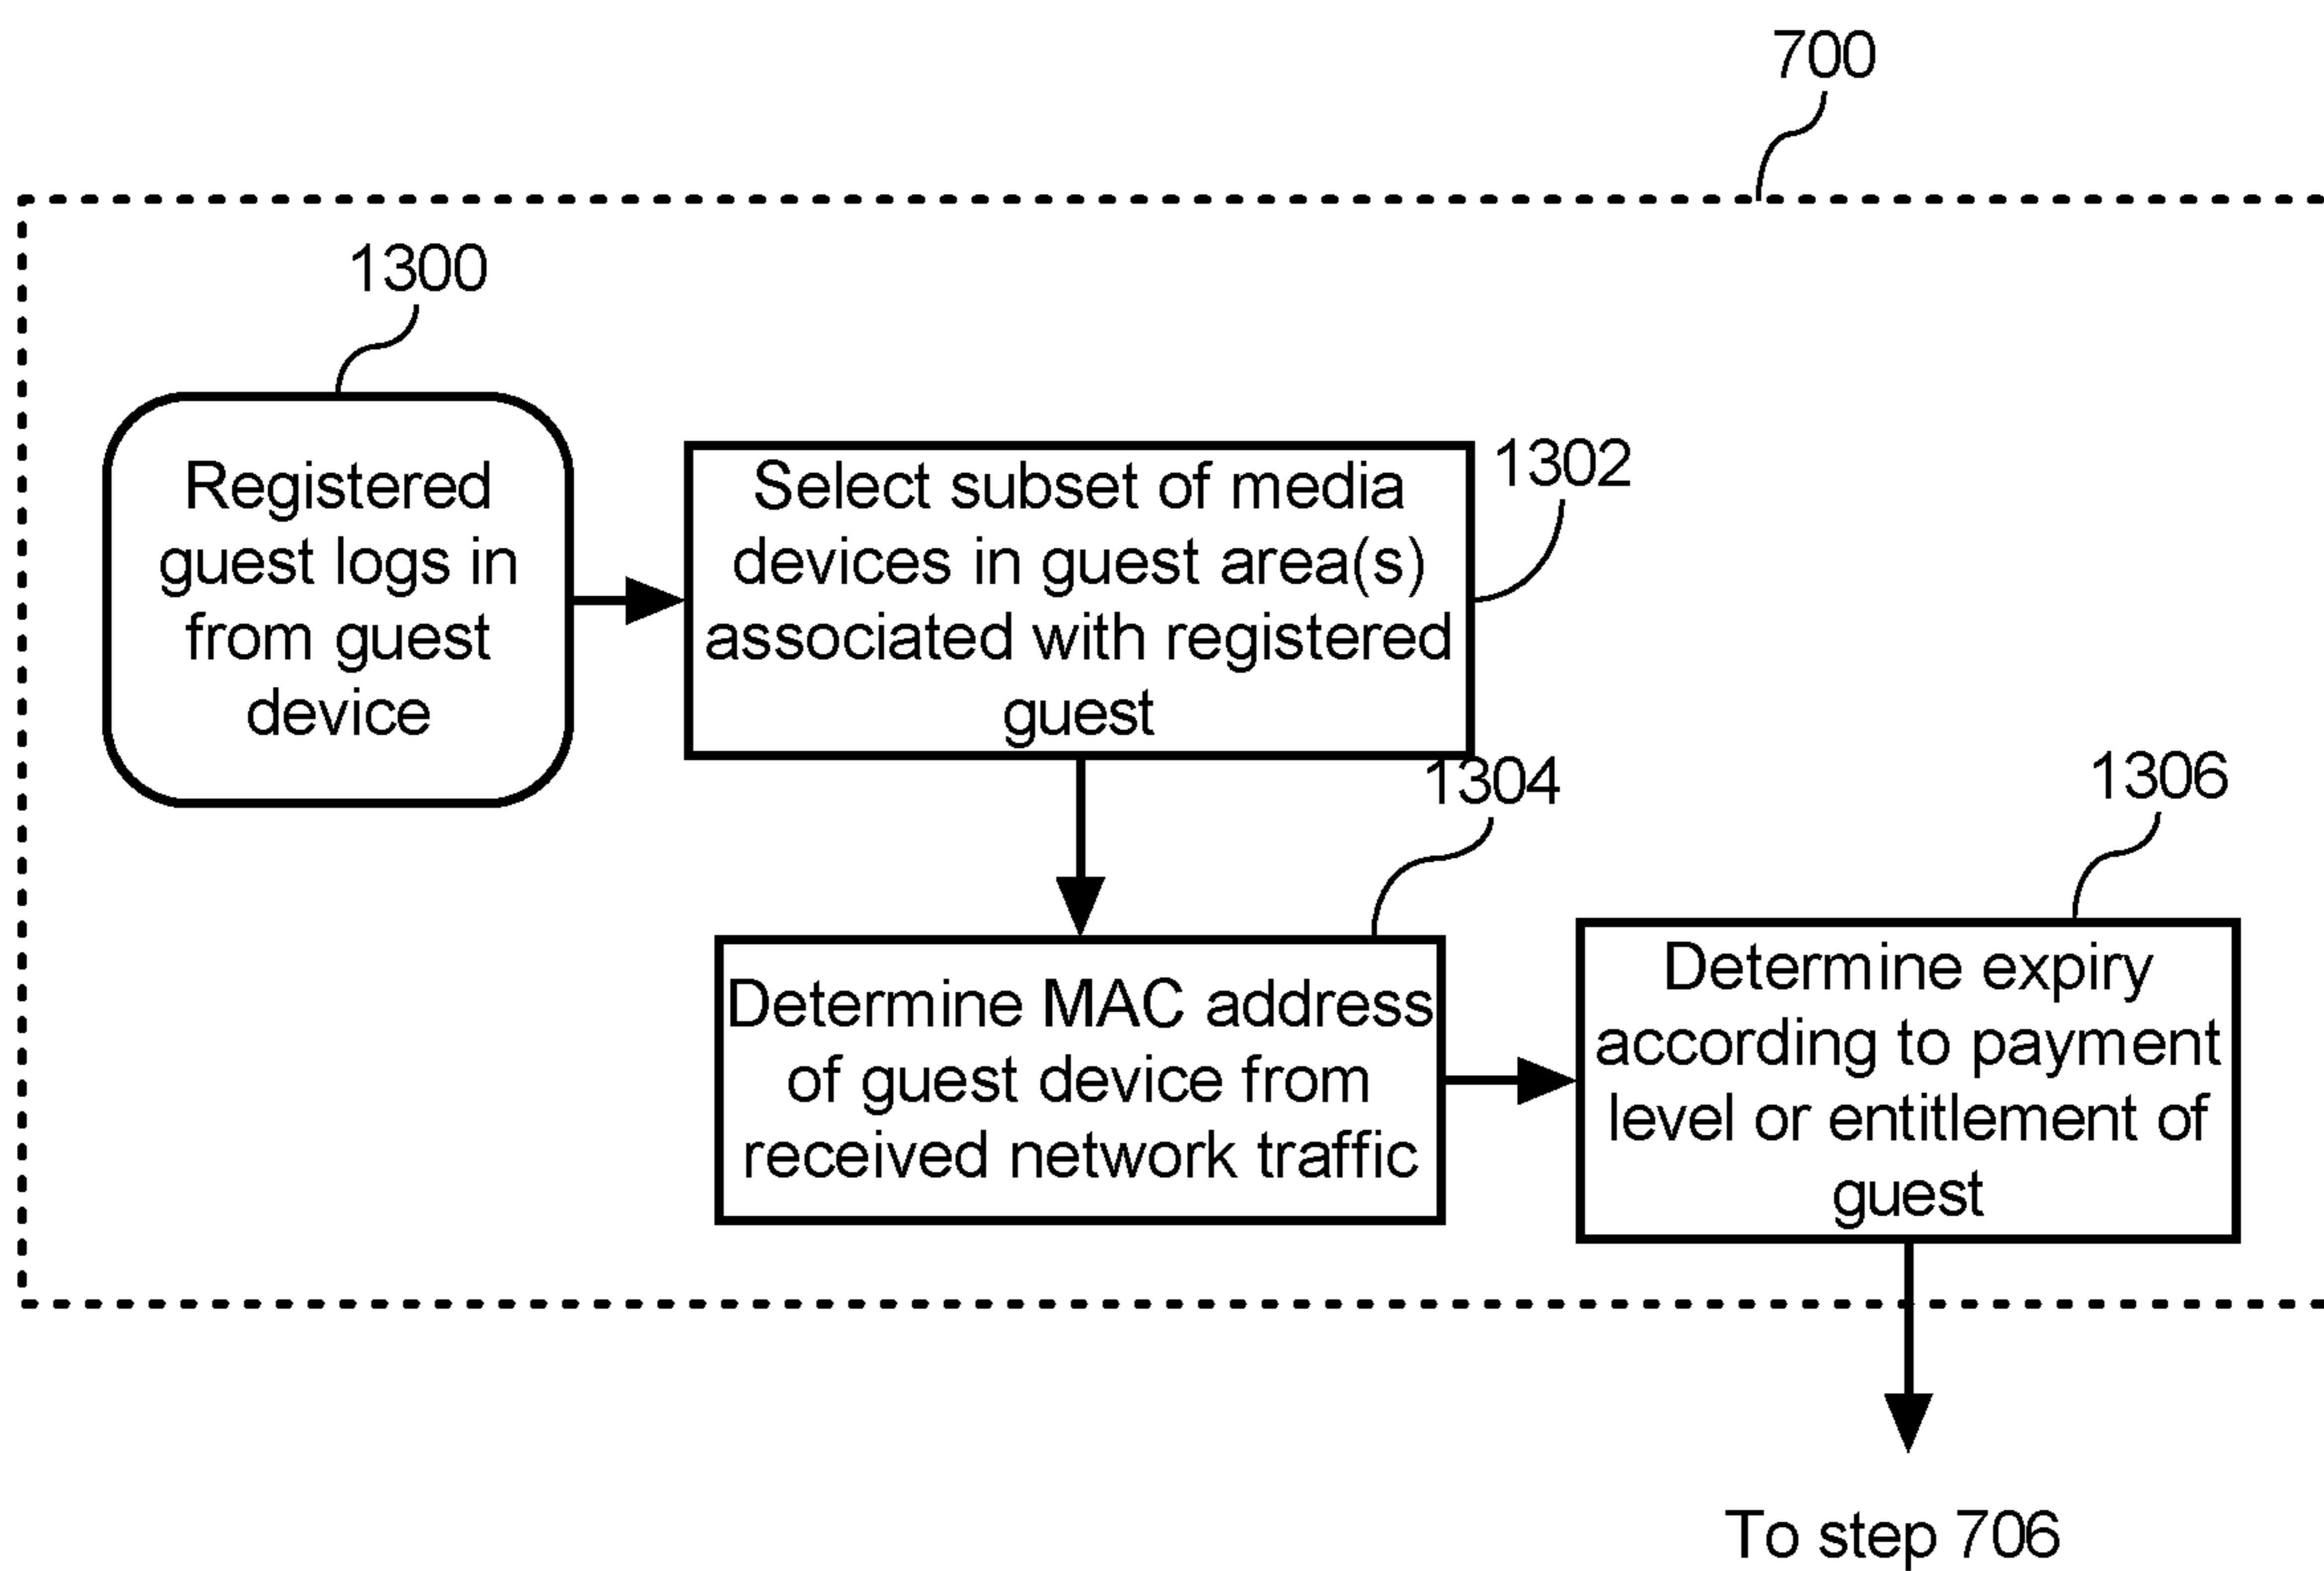 700
1300
Registered
guest logs in
from guest
device
1302
Select subset of media
devices in guest area(s)
associated with registered
guest
1304
Determine MAC address
of guest device from
received network traffic
1306
Determine expiry
according to payment
level or entitlement of
guest
To step 706